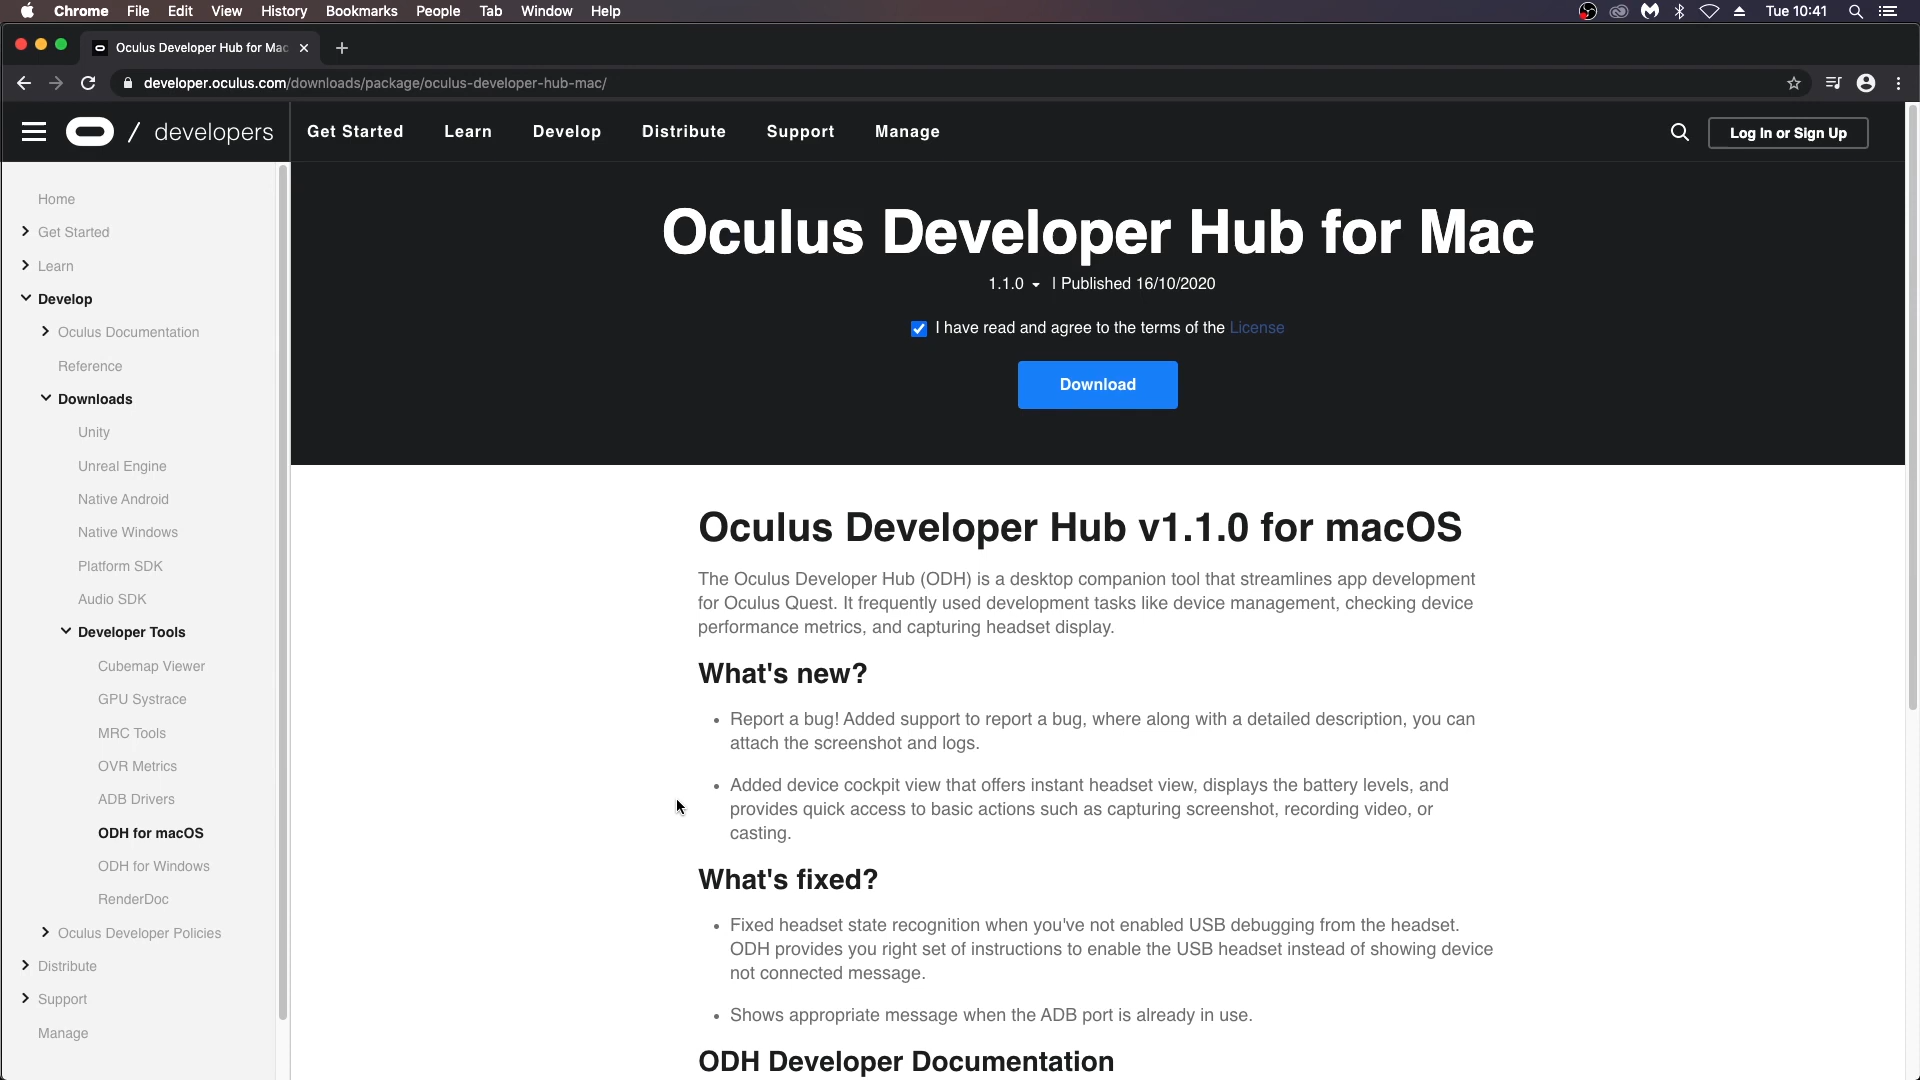 Chrome File Edit View History Bookmarks People Tab Window Help Tue 10:41
Oculus Developer Hub for Mac
developer.oculus.com/downloads/package/oculus-developer-hub-mac/
/ developers Get Started Learn Develop Distribute Support Manage Log In or Sign Up
Home
Get Started
Learn
Develop
Oculus Documentation
Reference
Downloads
Unity
Unreal Engine
Native Android
Native Windows
Platform SDK
Audio SDK
Developer Tools
Cubemap Viewer
GPU Systrace
MRC Tools
OVR Metrics
ADB Drivers
ODH for macOS
ODH for Windows
RenderDoc
Oculus Developer Policies
Distribute
Support
Manage
Oculus Developer Hub for Mac
1.1.0 | Published 16/10/2020
I have read and agree to the terms of the License
Download
Oculus Developer Hub v1.1.0 for macOS
The Oculus Developer Hub (ODH) is a desktop companion tool that streamlines app development
for Oculus Quest. It frequently used development tasks like device management, checking device
performance metrics, and capturing headset display.
What's new?
• Report a bug! Added support to report a bug, where along with a detailed description, you can
attach the screenshot and logs.
• Added device cockpit view that offers instant headset view, displays the battery levels, and
provides quick access to basic actions such as capturing screenshot, recording video, or
casting.
What's fixed?
• Fixed headset state recognition when you've not enabled USB debugging from the headset.
ODH provides you right set of instructions to enable the USB headset instead of showing device
not connected message.
• Shows appropriate message when the ADB port is already in use.
ODH Developer Documentation